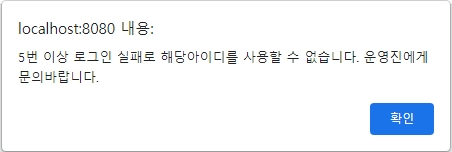 localhost:8080 내용:
5번 이상 로그인 실패로 해당아이디를 사용할 수 없습니다. 운영진에게
문의바랍니다.
확인